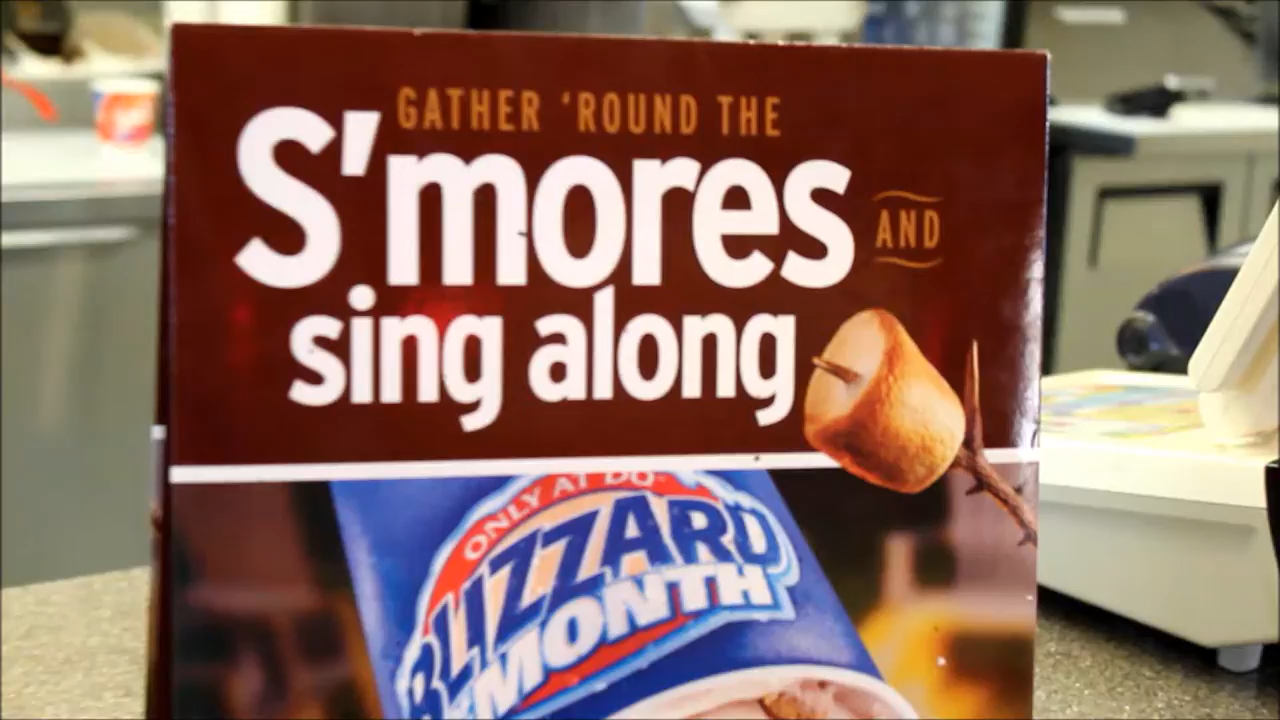 GATHER 'ROUND THE
S'mores AND
sing along
ONLY AT DQ
BLIZZARD
MONTH